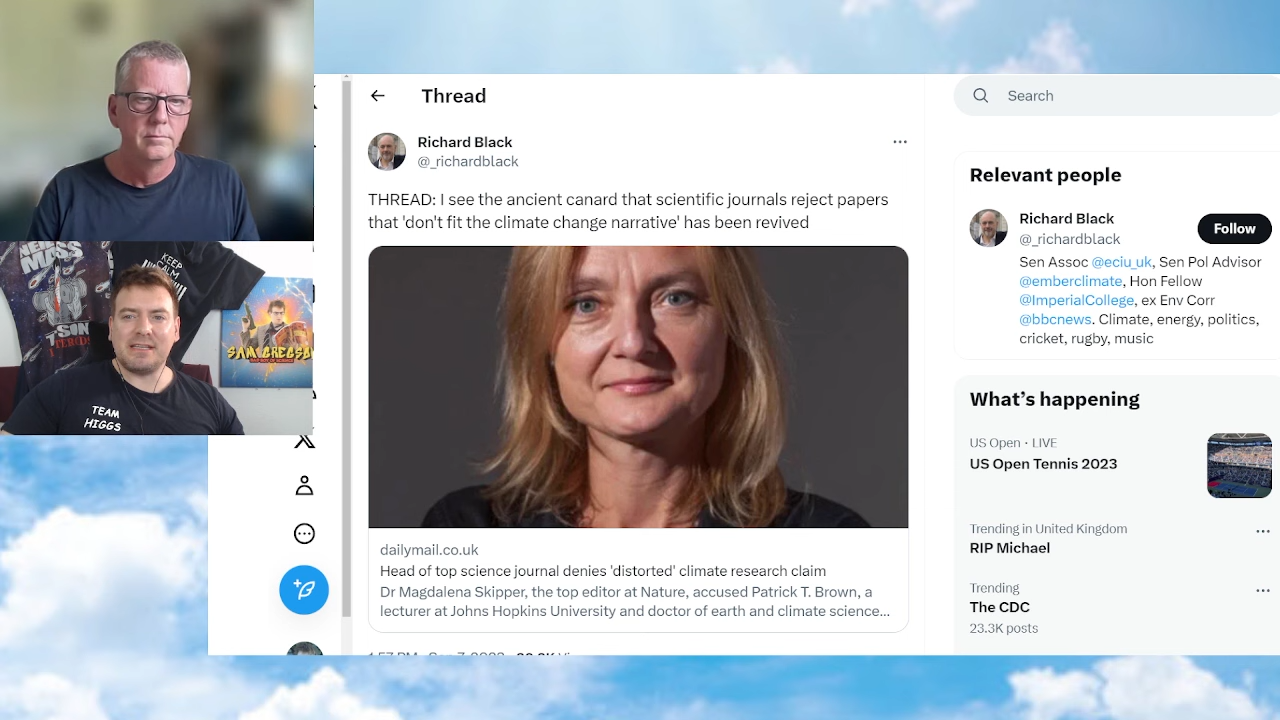 KEEP
CALM
SON
TEAM
HIGGS
Thread
Richard Black
@_richardblack
THREAD: I see the ancient canard that scientific journals reject papers
that 'don't fit the climate change narrative' has been revived
dailymail.co.uk
Head of top science journal denies 'distorted' climate research claim
Dr Magdalena Skipper, the top editor at Nature, accused Patrick T. Brown, a
lecturer at Johns Hopkins University and doctor of earth and climate science...
Search
Relevant people
Richard Black
@_richardblack
Follow
Sen Assoc @eciu_uk, Sen Pol Advisor
@emberclimate, Hon Fellow
@ImperialCollege, ex Env Corr
@bbcnews. Climate, energy, politics,
cricket, rugby, music
What's happening
US Open · LIVE
US Open Tennis 2023
Trending in United Kingdom
RIP Michael
Trending
The CDC
23.3K posts